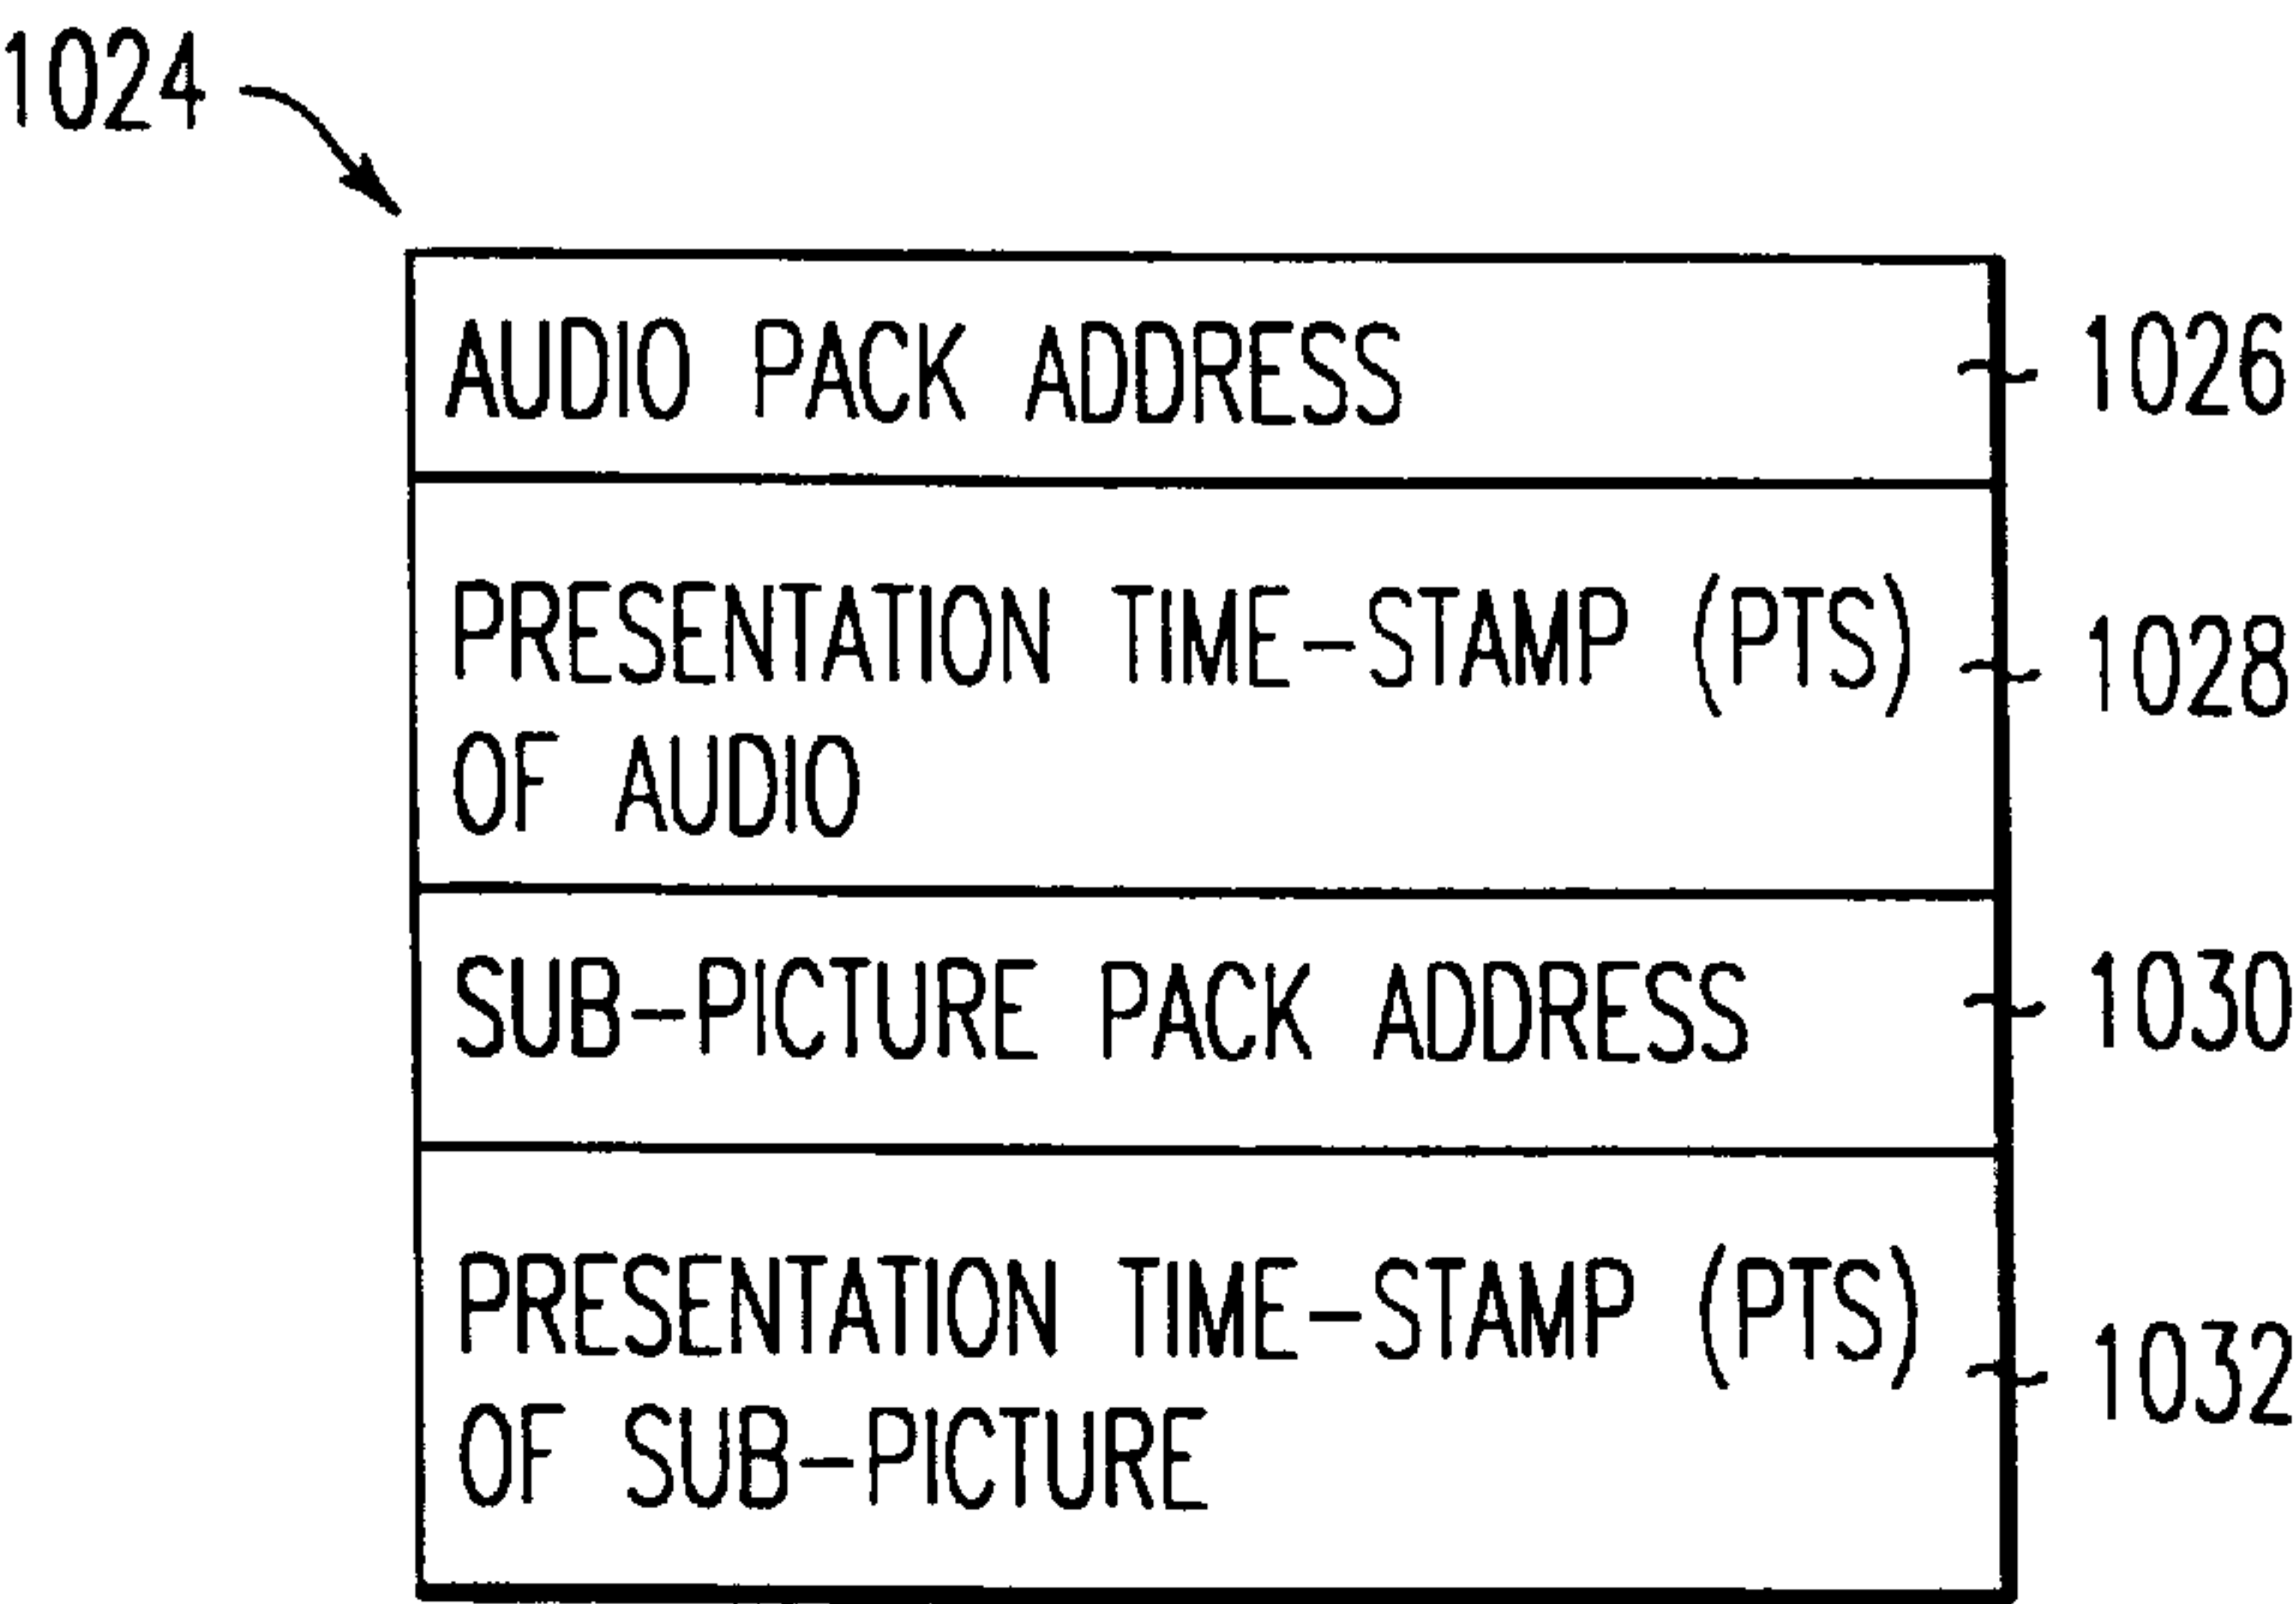 1024
AUDIO PACK ADDRESS 1026
PRESENTATION TIME-STAMP (PTS) 1028
OF AUDIO
SUB-PICTURE PACK ADDRESS 1030
PRESENTATION TIME-STAMP (PTS) 1032
OF SUB-PICTURE